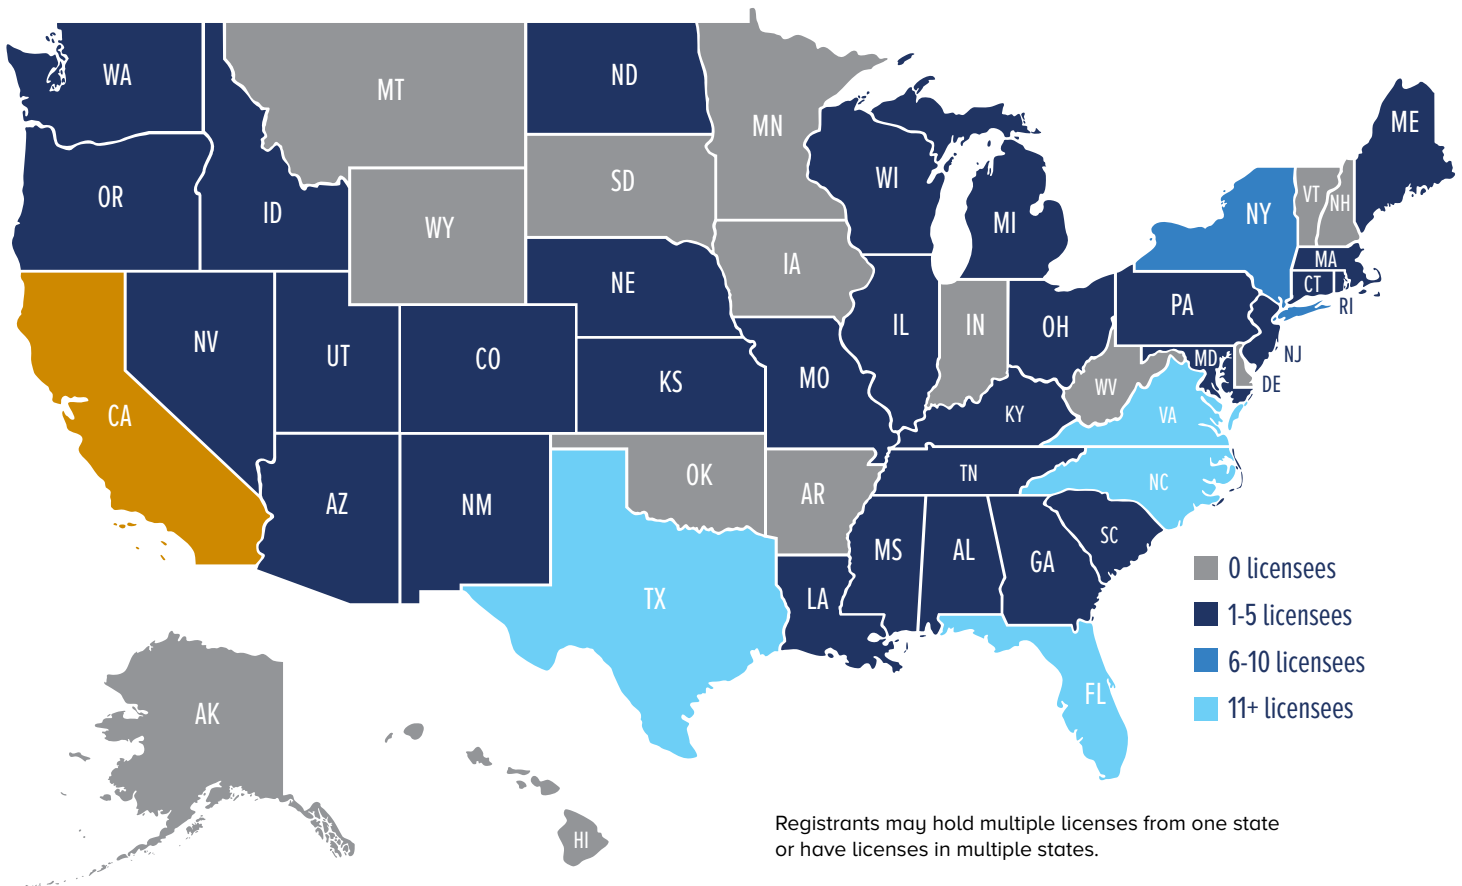 WA
MT
ND
MN
ME
OR
ID
WY
SD
WI
MI
NY
VT
NH
MA
CT
RI
NV
UT
CO
NE
IA
IL
IN
OH
PA
NJ
CA
KS
MO
KY
WV
MD
DE
VA
AZ
NM
OK
AR
TN
NC
TX
LA
MS
AL
GA
SC
FL
AK
HI
0 licensees
1-5 licensees
6-10 licensees
11+ licensees
Registrants may hold multiple licenses from one state
or have licenses in multiple states.